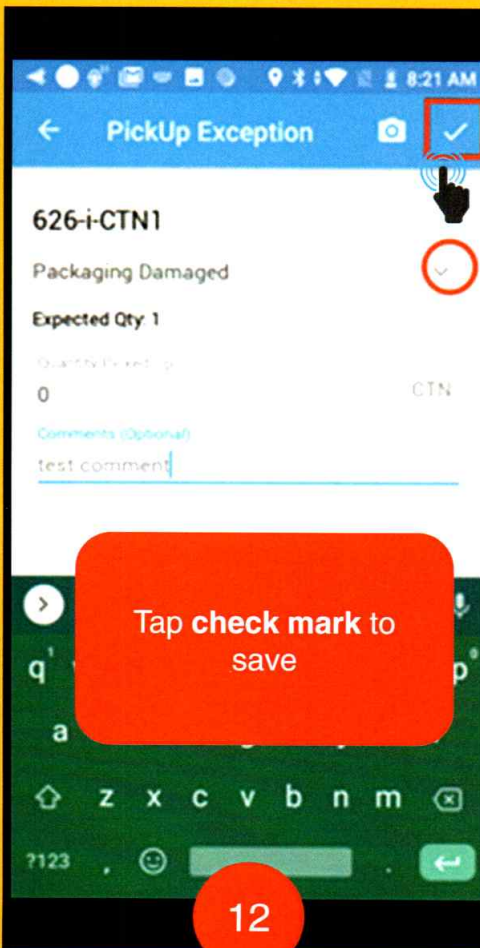 8:21 AM
PickUp Exception
626-i-CTN1
Packaging Damaged
Expected Qty: 1
0 CTN
Comments (Optional)
test comment
Tap check mark to
save
q 1 p
a
z x c v b n m
?123 , .
12